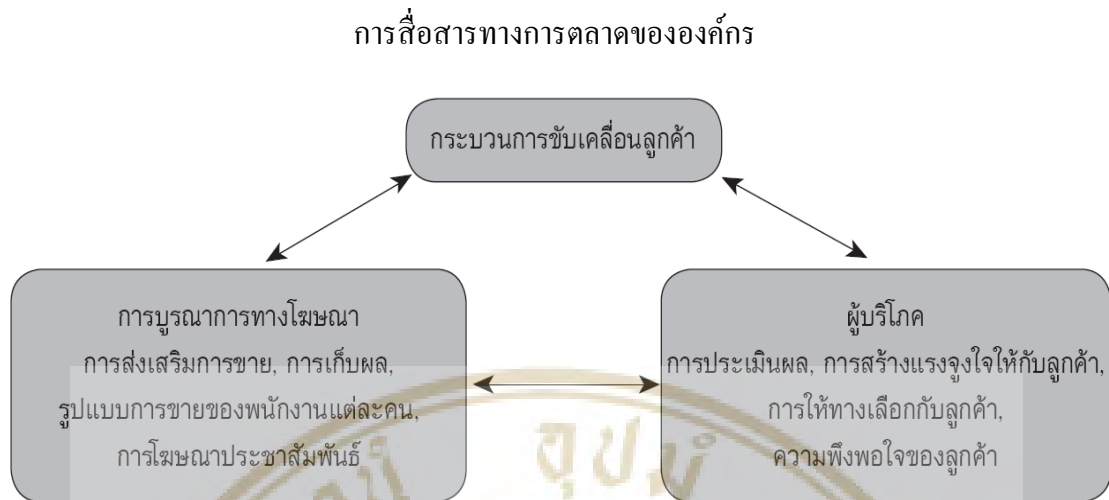 การสื่อสารทางการตลาดขององค์กร
กระบวนการขับเคลื่อนลูกค้า
การบูรณาการทางโฆษณา
การส่งเสริมการขาย, การเก็บผล,
รูปแบบการขายของพนักงานแต่ละคน,
การโฆษณาประชาสัมพันธ์
ผู้บริโภค
การประเมินผล, การสร้างแรงจูงใจให้กับลูกค้า,
การให้ทางเลือกกับลูกค้า,
ความพึงพอใจของลูกค้า